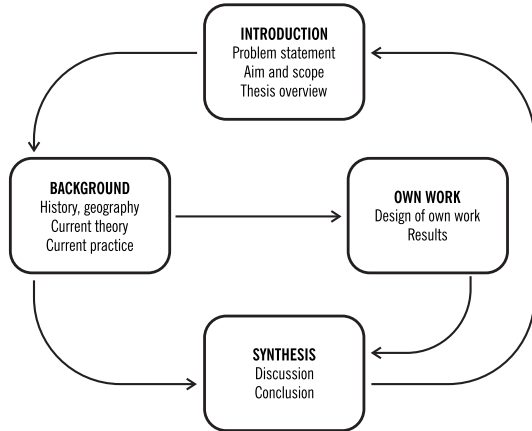 INTRODUCTION
Problem statement
Aim and scope
Thesis overview
BACKGROUND
History, geography
Current theory
Current practice
OWN WORK
Design of own work
Results
SYNTHESIS
Discussion
Conclusion